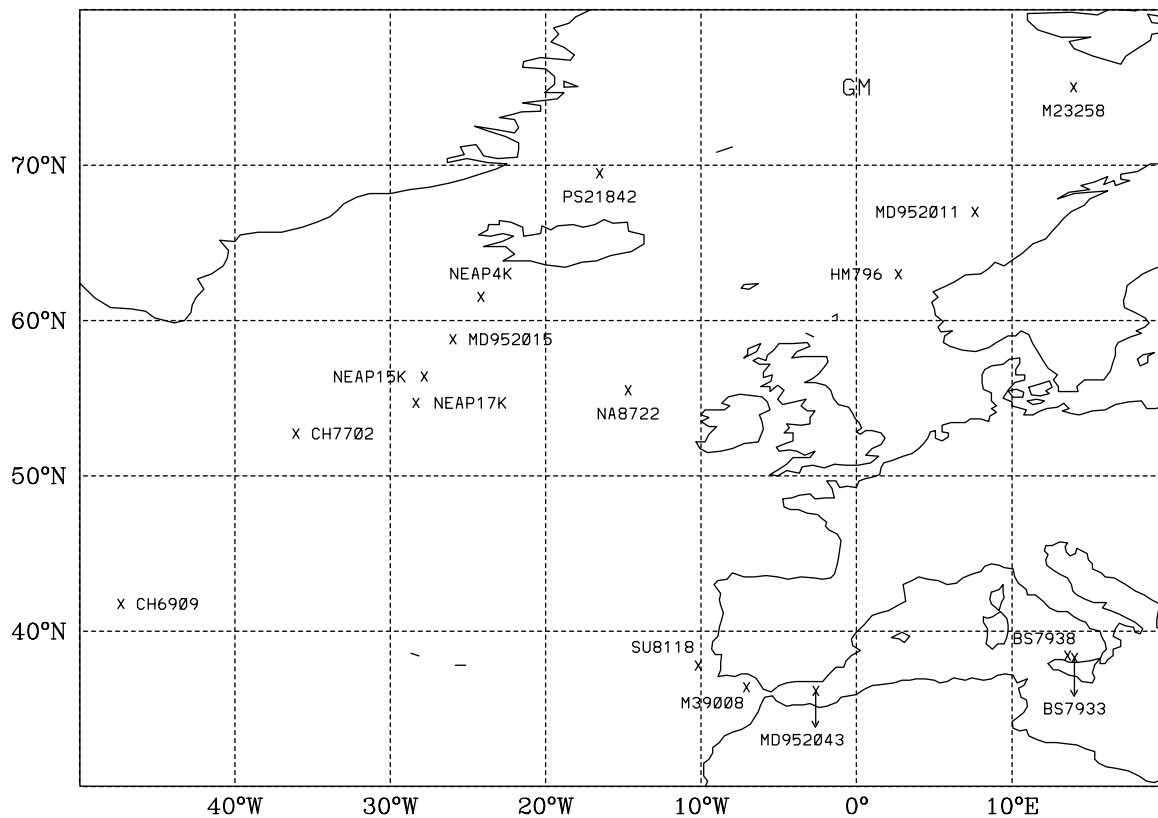 GM
M23258
70°N
PS21842
MD952011
NEAP4K
HM796
60°N
MD952015
NEAP15K
NEAP17K
NA8722
CH7702
50°N
CH6909
40°N
SU8118
BS7938
M39008
BS7933
MD952043
40°W
30°W
20°W
10°W
0°
10°E